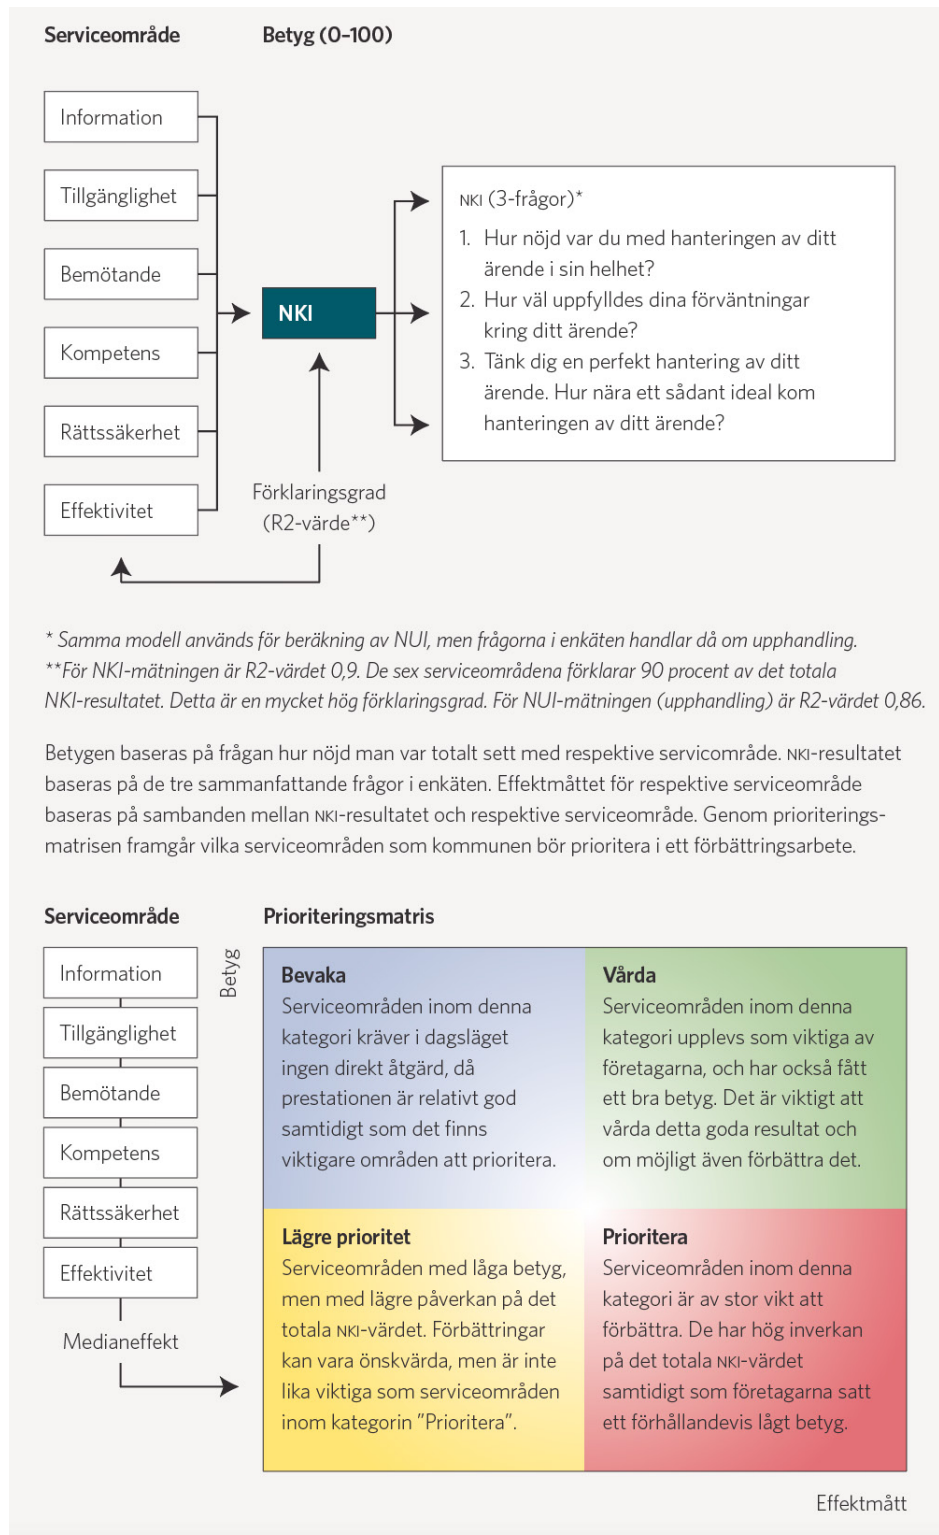 Serviceområde
Betyg (0–100)
Information
Tillgänglighet
Bemötande
Kompetens
Rättssäkerhet
Effektivitet
NKI
NKI (3-frågor)*
1. Hur nöjd var du med hanteringen av ditt
ärende i sin helhet?
2. Hur väl uppfylldes dina förväntningar
kring ditt ärende?
3. Tänk dig en perfekt hantering av ditt
ärende. Hur nära ett sådant ideal kom
hanteringen av ditt ärende?
Förklaringsgrad
(R2-värde**)
* Samma modell används för beräkning av NUI, men frågorna i enkäten handlar då om upphandling.
**För NKI-mätningen är R2-värdet 0,9. De sex serviceområdena förklarar 90 procent av det totala
NKI-resultatet. Detta är en mycket hög förklaringsgrad. För NUI-mätningen (upphandling) är R2-värdet 0,86.
Betygen baseras på frågan hur nöjd man var totalt sett med respektive servicområde. NKI-resultatet
baseras på de tre sammanfattande frågor i enkäten. Effektmåttet för respektive serviceområde
baseras på sambanden mellan NKI-resultatet och respektive serviceområde. Genom prioriterings-
matrisen framgår vilka serviceområden som kommunen bör prioritera i ett förbättringsarbete.
Serviceområde
Prioriteringsmatris
Information
Tillgänglighet
Bemötande
Kompetens
Rättssäkerhet
Effektivitet
Medianeffekt
Betyg
Bevaka
Serviceområden inom denna
kategori kräver i dagsläget
ingen direkt åtgärd, då
prestationen är relativt god
samtidigt som det finns
viktigare områden att prioritera.
Vårda
Serviceområden inom denna
kategori upplevs som viktiga av
företagarna, och har också fått
ett bra betyg. Det är viktigt att
vårda detta goda resultat och
om möjligt även förbättra det.
Lägre prioritet
Serviceområden med låga betyg,
men med lägre påverkan på det
totala NKI-värdet. Förbättringar
kan vara önskvärda, men är inte
lika viktiga som serviceområden
inom kategorin ”Prioritera”.
Prioritera
Serviceområden inom denna
kategori är av stor vikt att
förbättra. De har hög inverkan
på det totala NKI-värdet
samtidigt som företagarna satt
ett förhållandevis lågt betyg.
Effektmått